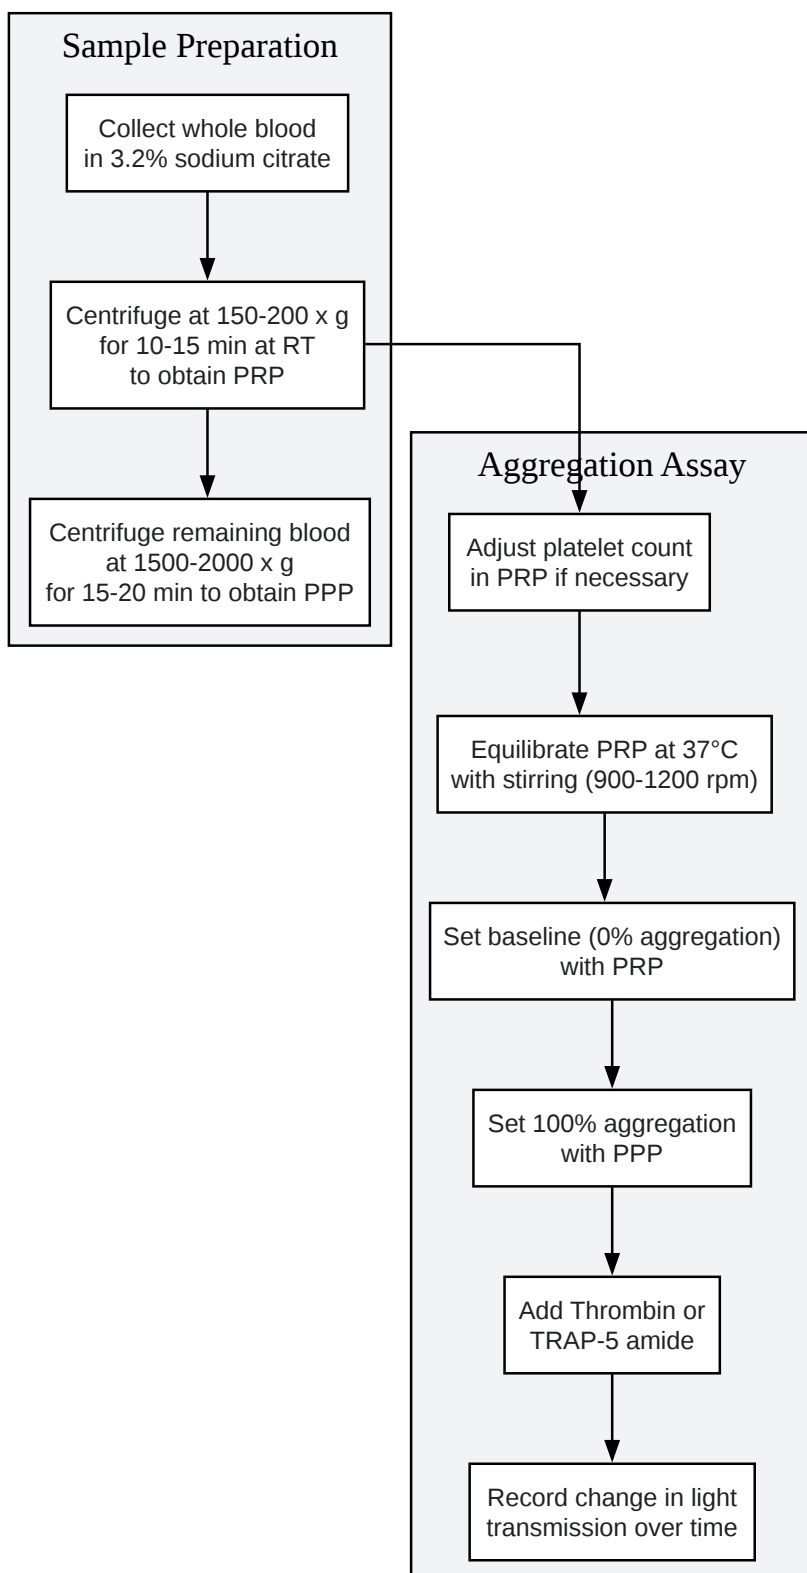 Sample Preparation
Collect whole blood
in 3.2% sodium citrate
Centrifuge at 150-200 x g
for 10-15 min at RT
to obtain PRP
Centrifuge remaining blood
at 1500-2000 x g
for 15-20 min to obtain PPP
Aggregation Assay
Adjust platelet count
in PRP if necessary
Equilibrate PRP at 37°C
with stirring (900-1200 rpm)
Set baseline (0% aggregation)
with PRP
Set 100% aggregation
with PPP
Add Thrombin or
TRAP-5 amide
Record change in light
transmission over time